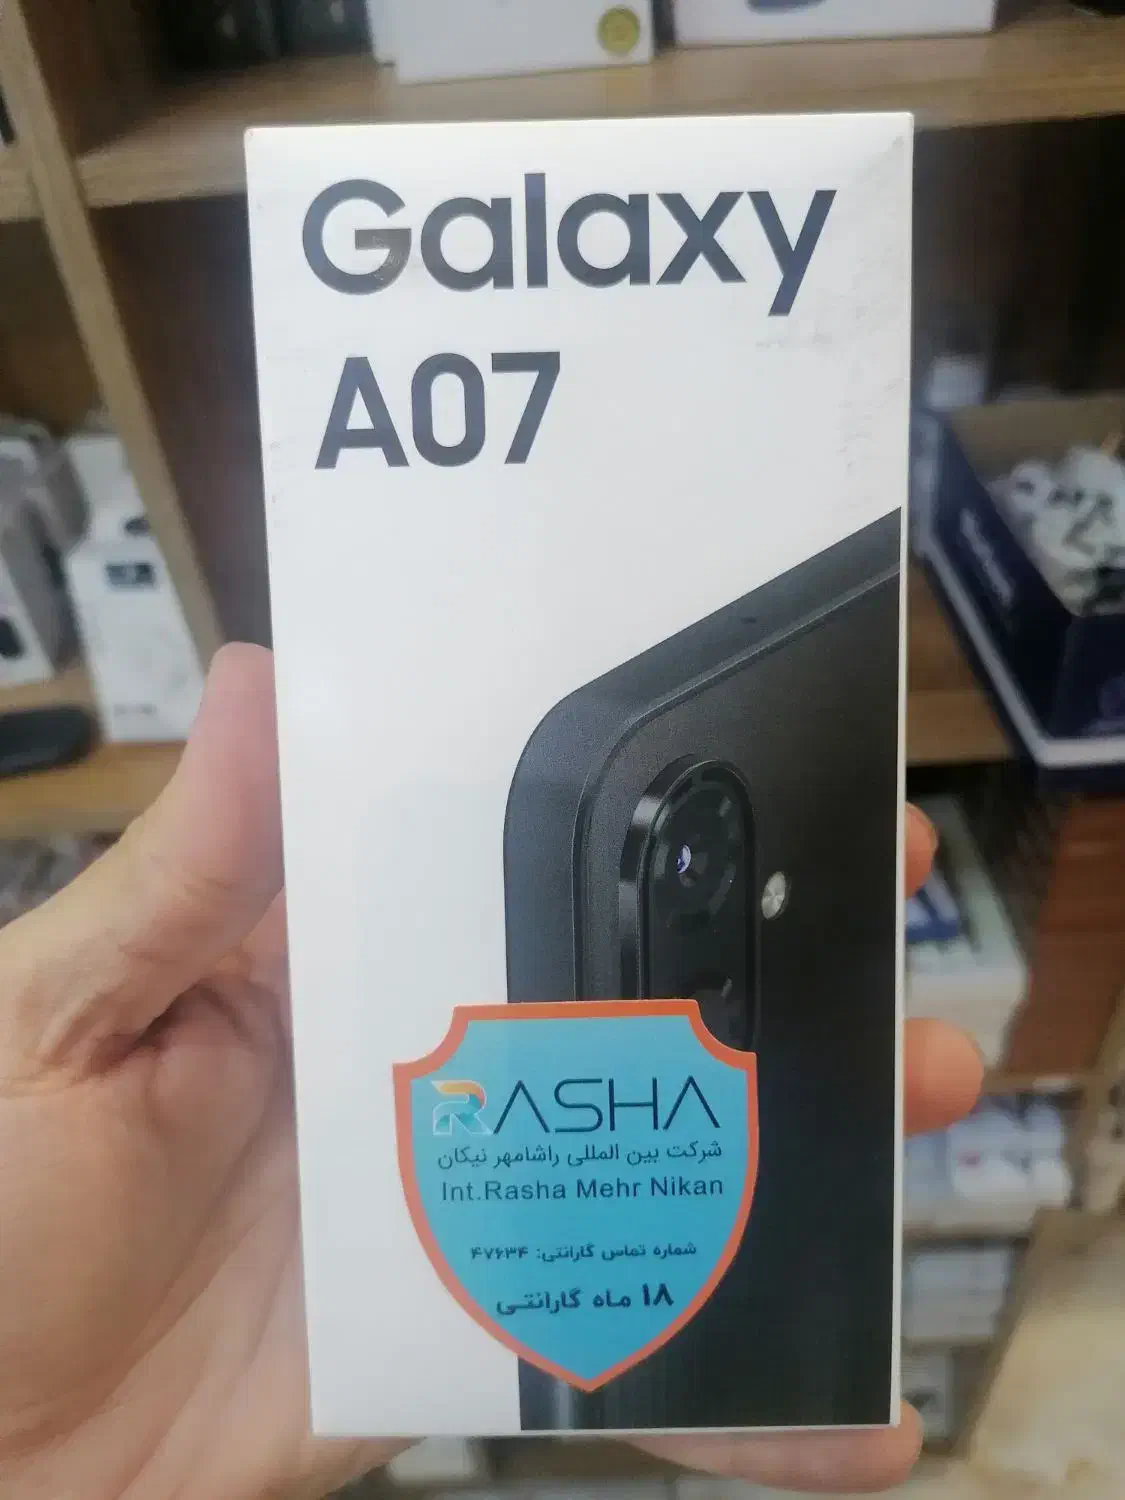 Galaxy
A07
RASHA
شرکت بین المللی راشامهر نیکان
Int.Rasha Mehr Nikan
شماره تماس گارانتی: ۴۷۶۳۴
۱۸ ماه گارانتی